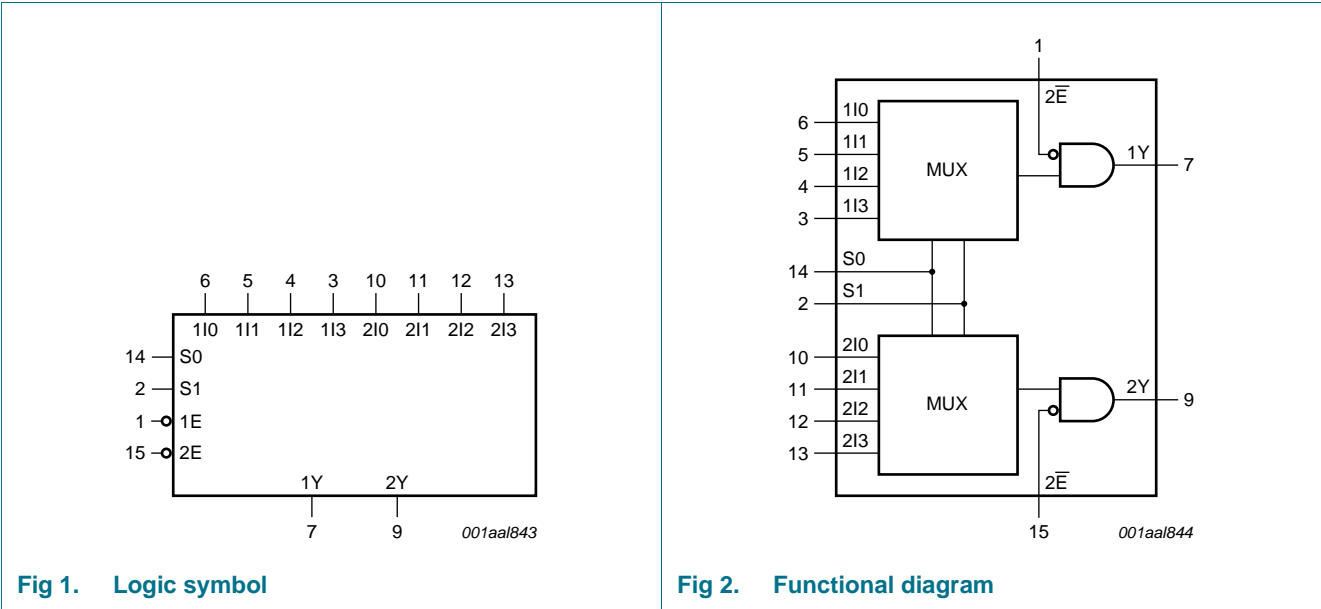 6 5 4 3 10 11 12 13
1I0 1I1 1I2 1I3 2I0 2I1 2I2 2I3
14 S0
2 S1
1 1E
15 2E
1Y 2Y
7 9 001aal843
Fig 1. Logic symbol
1
2E̅
6 1I0
5 1I1
4 1I2
3 1I3
MUX
1Y 7
14 S0
2 S1
10 2I0
11 2I1
12 2I2
13 2I3
MUX
2Y 9
2E̅
15 001aal844
Fig 2. Functional diagram